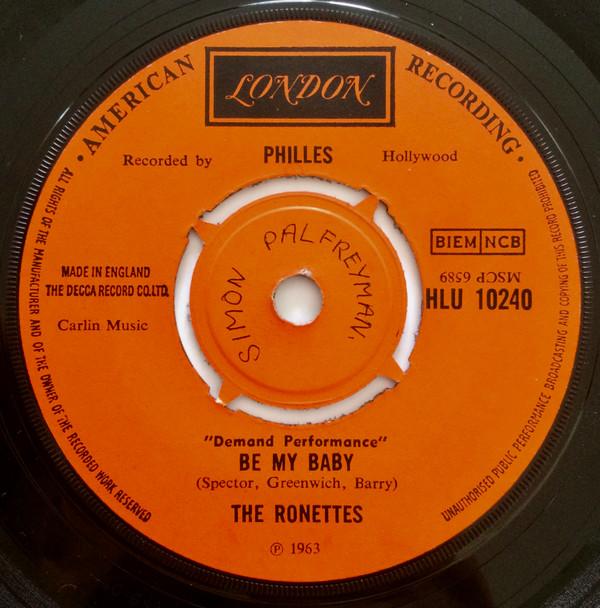 AMERICAN
LONDON
RECORDING
Recorded by
PHILLES
Hollywood
SIMON PALFREYMAN.
BIEM NCB
MADE IN ENGLAND
THE DECCA RECORD CO.LTD.
MSCP 6589
HLU 10240
Carlin Music
"Demand Performance"
BE MY BABY
(Spector, Greenwich, Barry)
THE RONETTES
℗ 1963
ALL RIGHTS OF THE MANUFACTURER AND OF THE OWNER OF THE RECORDED WORK RESERVED
UNAUTHORISED PUBLIC PERFORMANCE BROADCASTING AND COPYING OF THIS RECORD PROHIBITED